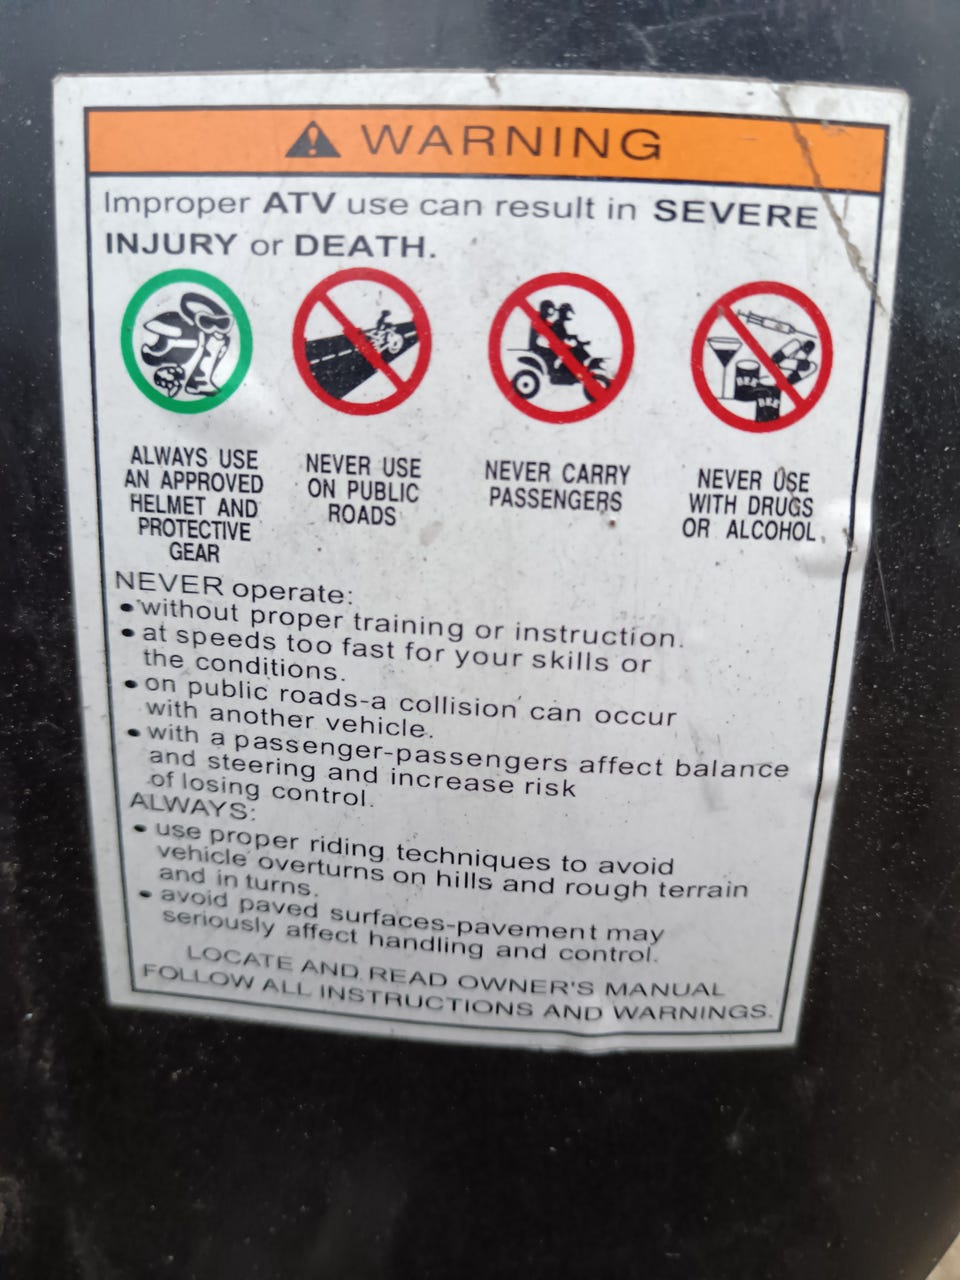 WARNING
Improper ATV use can result in SEVERE
INJURY or DEATH.
BEE
BEE
ALWAYS USE
AN APPROVED
HELMET AND
PROTECTIVE
GEAR
NEVER USE
ON PUBLIC
ROADS
NEVER CARRY
PASSENGERS
NEVER USE
WITH DRUGS
OR ALCOHOL.
NEVER operate:
• without proper training or instruction.
• at speeds too fast for your skills or
the conditions.
• on public roads-a collision can occur
with another vehicle.
• with a passenger-passengers affect balance
and steering and increase risk
of losing control.
ALWAYS:
• use proper riding techniques to avoid
vehicle overturns on hills and rough terrain
and in turns.
• avoid paved surfaces-pavement may
seriously affect handling and control.
LOCATE AND READ OWNER'S MANUAL
FOLLOW ALL INSTRUCTIONS AND WARNINGS.